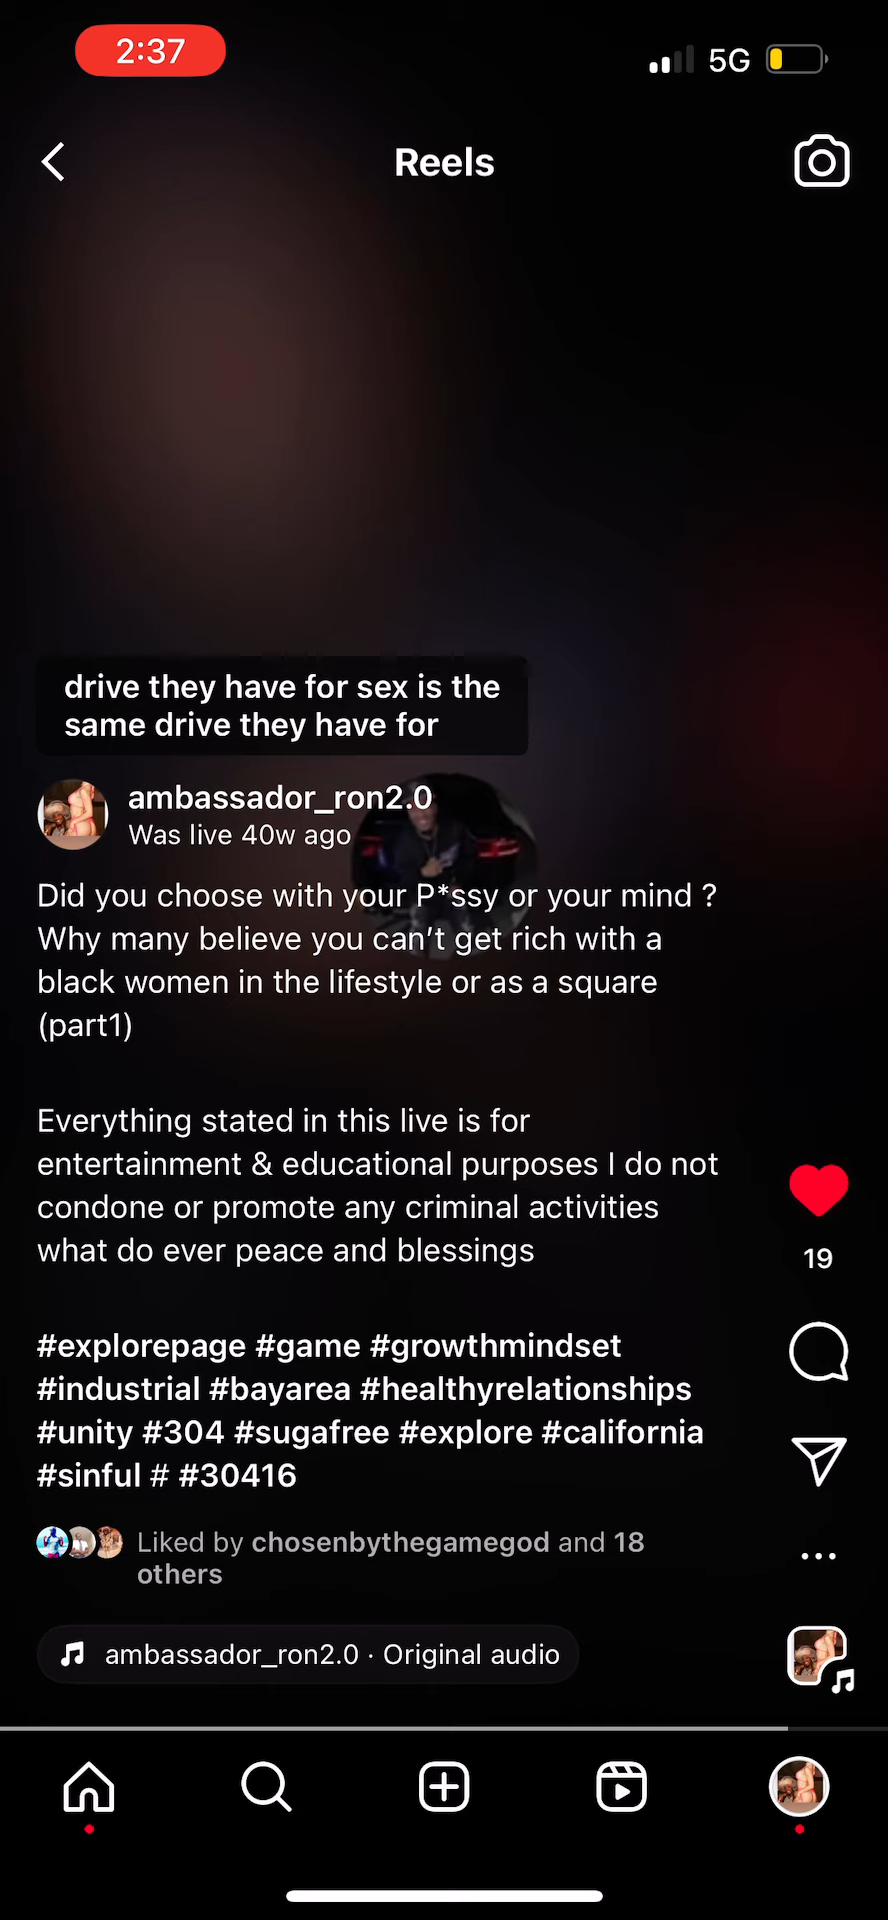 2:37
5G
Reels
drive they have for sex is the
same drive they have for
ambassador_ron2.0
Was live 40w ago
Did you choose with your P*ssy or your mind ?
Why many believe you can’t get rich with a
black women in the lifestyle or as a square
(part1)
Everything stated in this live is for
entertainment & educational purposes I do not
condone or promote any criminal activities
what do ever peace and blessings
#explorepage #game #growthmindset
#industrial #bayarea #healthyrelationships
#unity #304 #sugafree #explore #california
#sinful # #30416
19
Liked by chosenbythegamegod and 18
others
ambassador_ron2.0 · Original audio